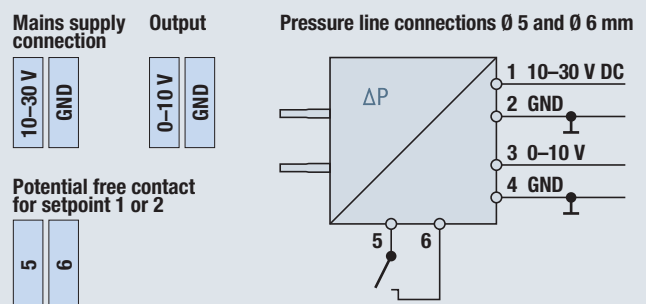 Mains supply
connection
Output
10–30 V
GND
0–10 V
GND
Potential free contact
for setpoint 1 or 2
5
6
Pressure line connections Ø 5 and Ø 6 mm
ΔP
1 10–30 V DC
2 GND
3 0–10 V
4 GND
5 6